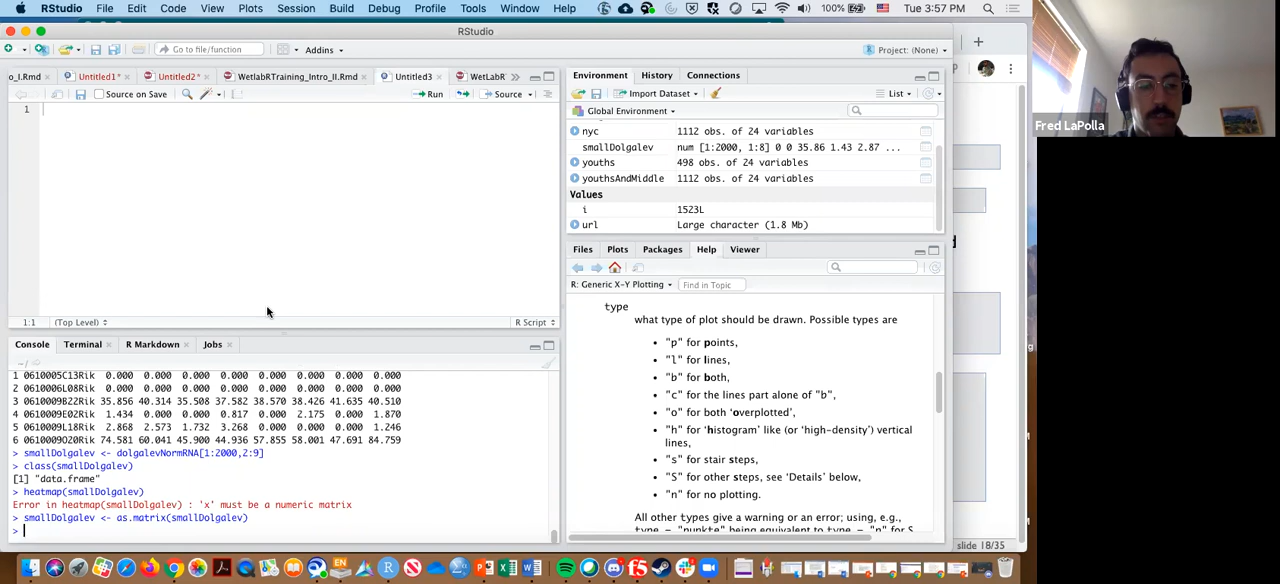 RStudio File Edit Code View Plots Session Build Debug Profile Tools Window Help 100% Tue 3:57 PM
RStudio
Go to file/function Addins Project: (None)
o_I.Rmd Untitled1* Untitled2* WetlabRTraining_Intro_II.Rmd Untitled3 WetLabR
Source on Save Run Source
1
1:1 (Top Level) R Script
Console Terminal R Markdown Jobs
~/
1 0610005C13Rik 0.000 0.000 0.000 0.000 0.000 0.000 0.000 0.000
2 0610006L08Rik 0.000 0.000 0.000 0.000 0.000 0.000 0.000 0.000
3 0610009B22Rik 35.856 40.314 35.508 37.582 38.570 38.426 41.635 40.510
4 0610009E02Rik 1.434 0.000 0.000 0.817 0.000 2.175 0.000 1.870
5 0610009L18Rik 2.868 2.573 1.732 3.268 0.000 0.000 0.000 1.246
6 0610009O20Rik 74.581 60.041 45.900 44.936 57.855 58.001 47.691 84.759
> smallDolgalev <- dolgalevNormRNA[1:2000,2:9]
> class(smallDolgalev)
[1] "data.frame"
> heatmap(smallDolgalev)
Error in heatmap(smallDolgalev) : 'x' must be a numeric matrix
> smallDolgalev <- as.matrix(smallDolgalev)
>
Environment History Connections
Import Dataset List
Global Environment
nyc 1112 obs. of 24 variables
smallDolgalev num [1:2000, 1:8] 0 0 35.86 1.43 2.87 ...
youths 498 obs. of 24 variables
youthsAndMiddle 1112 obs. of 24 variables
Values
i 1523L
url Large character (1.8 Mb)
Files Plots Packages Help Viewer
R: Generic X-Y Plotting Find in Topic
type
what type of plot should be drawn. Possible types are
• "p" for points,
• "l" for lines,
• "b" for both,
• "c" for the lines part alone of "b",
• "o" for both ‘overplotted’,
• "h" for ‘histogram’ like (or ‘high-density’) vertical
lines,
• "s" for stair steps,
• "S" for other steps, see ‘Details’ below,
• "n" for no plotting.
All other types give a warning or an error; using, e.g.,
type = "punkte" being equivalent to type = "n" for S
slide 18/35
Fred LaPolla